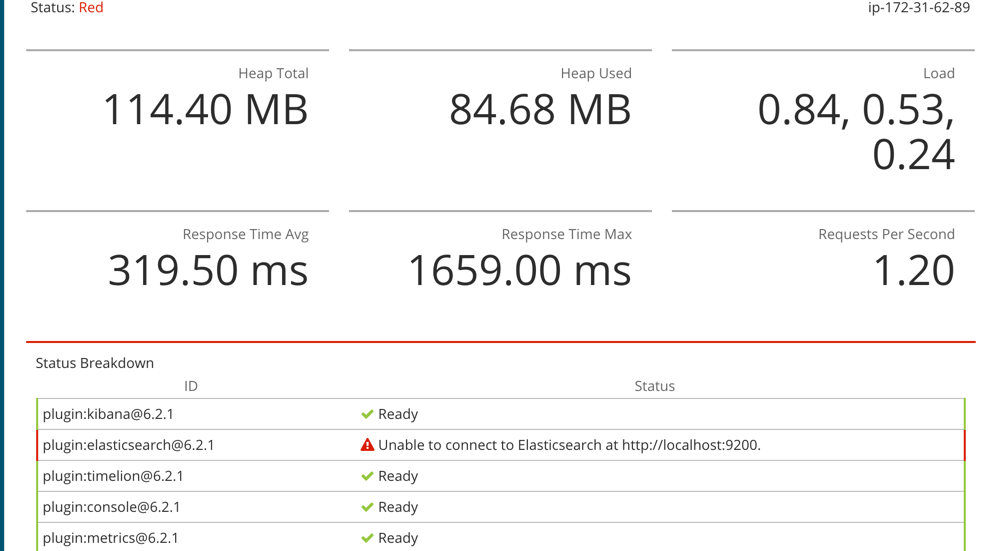 Status: Red
ip-172-31-62-89
Heap Total
114.40 MB
Heap Used
84.68 MB
Load
0.84, 0.53,
0.24
Response Time Avg
319.50 ms
Response Time Max
1659.00 ms
Requests Per Second
1.20
Status Breakdown
ID Status
plugin:kibana@6.2.1 Ready
plugin:elasticsearch@6.2.1 Unable to connect to Elasticsearch at http://localhost:9200.
plugin:timelion@6.2.1 Ready
plugin:console@6.2.1 Ready
plugin:metrics@6.2.1 Ready